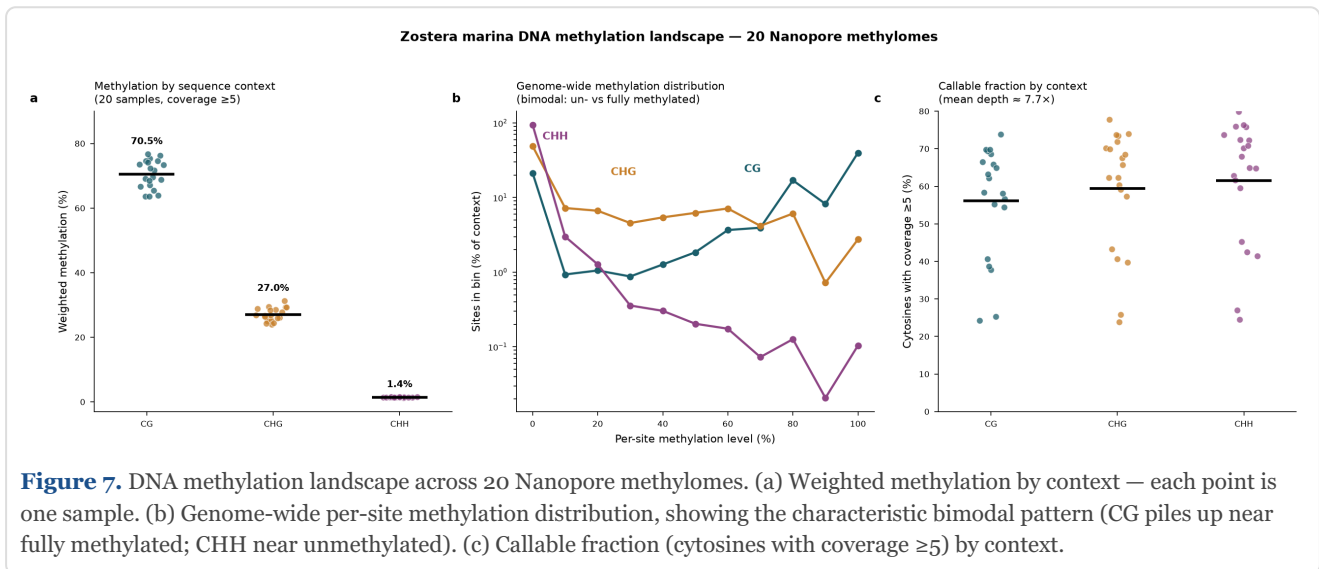 Zostera marina DNA methylation landscape — 20 Nanopore methylomes
a
Methylation by sequence context
(20 samples, coverage ≥5)
Weighted methylation (%)
80
60
40
20
0
70.5%
27.0%
1.4%
CG
CHG
CHH
b
Genome-wide methylation distribution
(bimodal: un- vs fully methylated)
Sites in bin (% of context)
10²
10¹
10⁰
10⁻¹
CHH
CHG
CG
0
20
40
60
80
100
Per-site methylation level (%)
c
Callable fraction by context
(mean depth ≈ 7.7×)
Cytosines with coverage ≥5 (%)
80
70
60
50
40
30
20
10
0
CG
CHG
CHH
Figure 7. DNA methylation landscape across 20 Nanopore methylomes. (a) Weighted methylation by context — each point is
one sample. (b) Genome-wide per-site methylation distribution, showing the characteristic bimodal pattern (CG piles up near
fully methylated; CHH near unmethylated). (c) Callable fraction (cytosines with coverage ≥5) by context.